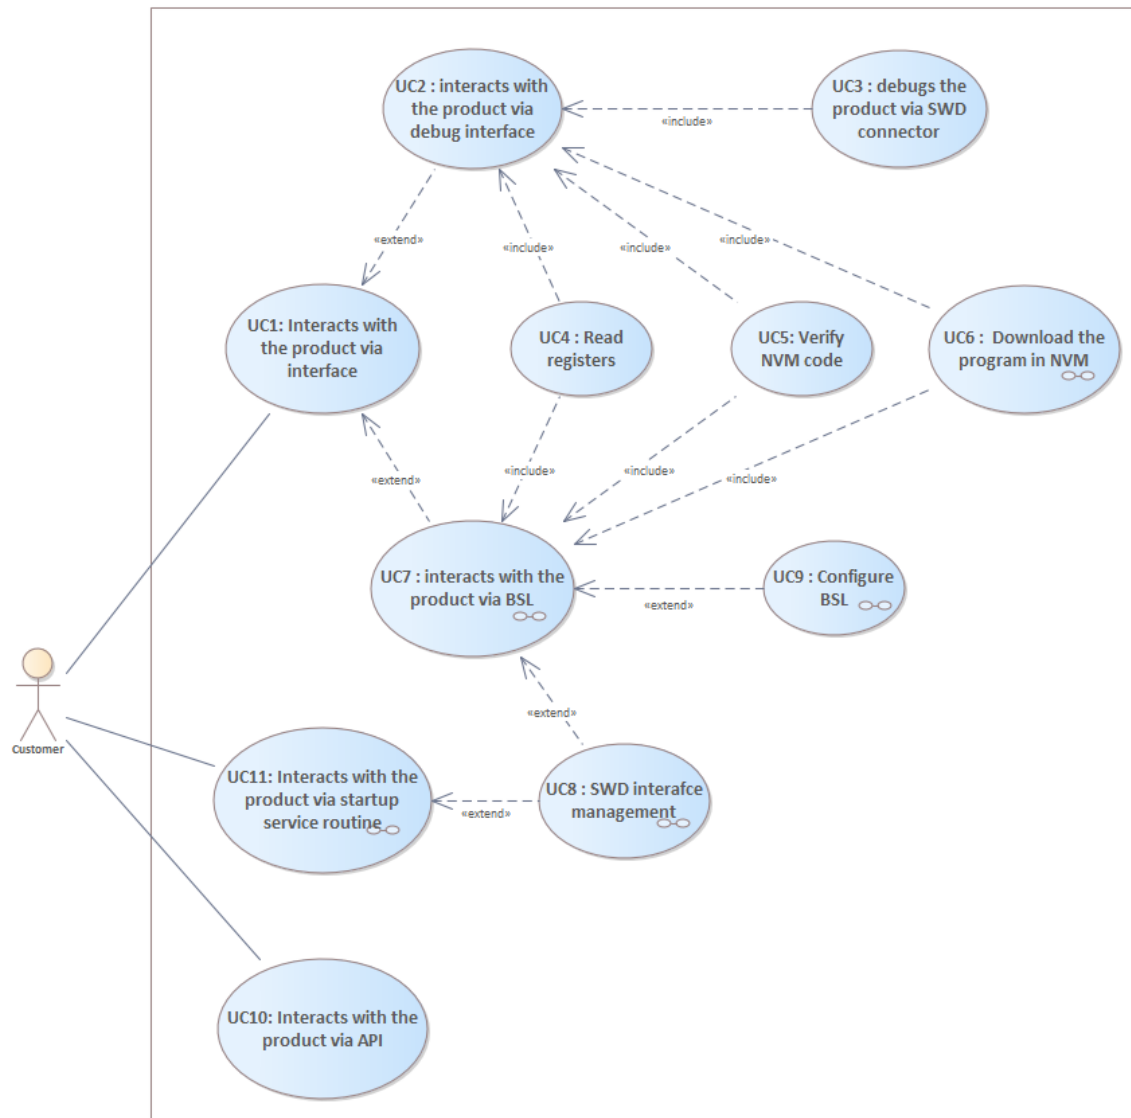 UC2 : interacts with
the product via
debug interface
UC3 : debugs the
product via SWD
connector
«include»
«extend»
«include»
«include»
«include»
UC1: Interacts with
the product via
interface
UC4 : Read
registers
UC5: Verify
NVM code
UC6 :  Download the
program in NVM
«extend»
«include»
«include»
«include»
UC7 : interacts with the
product via BSL
UC9 : Configure
BSL
«extend»
«extend»
Customer
UC11: Interacts with the
product via startup
service routine
UC8 : SWD interafce
management
«extend»
UC10: Interacts with the
product via API